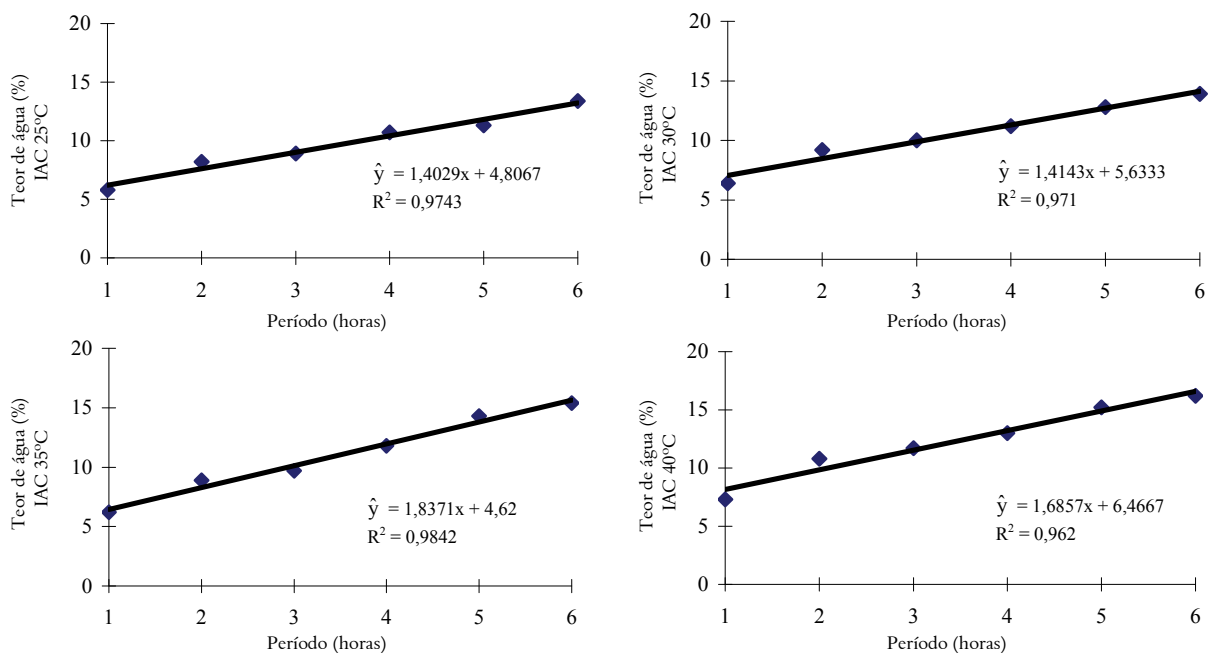 Teor de água (%)
IAC 25ºC
20
15
10
5
0
ŷ = 1,4029x + 4,8067
R² = 0,9743
1 2 3 4 5 6
Período (horas)
Teor de água (%)
IAC 30ºC
20
15
10
5
0
ŷ = 1,4143x + 5,6333
R² = 0,971
1 2 3 4 5 6
Período (horas)
Teor de água (%)
IAC 35ºC
20
15
10
5
0
ŷ = 1,8371x + 4,62
R² = 0,9842
1 2 3 4 5 6
Período (horas)
Teor de água (%)
IAC 40ºC
20
15
10
5
0
ŷ = 1,6857x + 6,4667
R² = 0,962
1 2 3 4 5 6
Período (horas)